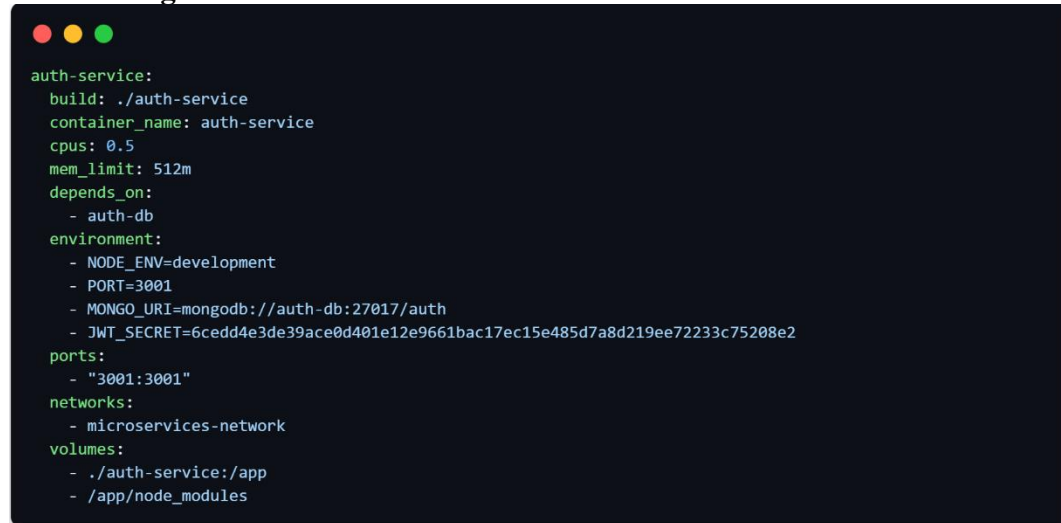 auth-service:
  build: ./auth-service
  container_name: auth-service
  cpus: 0.5
  mem_limit: 512m
  depends_on:
    - auth-db
  environment:
    - NODE_ENV=development
    - PORT=3001
    - MONGO_URI=mongodb://auth-db:27017/auth
    - JWT_SECRET=6cedd4e3de39ace0d401e12e9661bac17ec15e485d7a8d219ee72233c75208e2
  ports:
    - "3001:3001"
  networks:
    - microservices-network
  volumes:
    - ./auth-service:/app
    - /app/node_modules